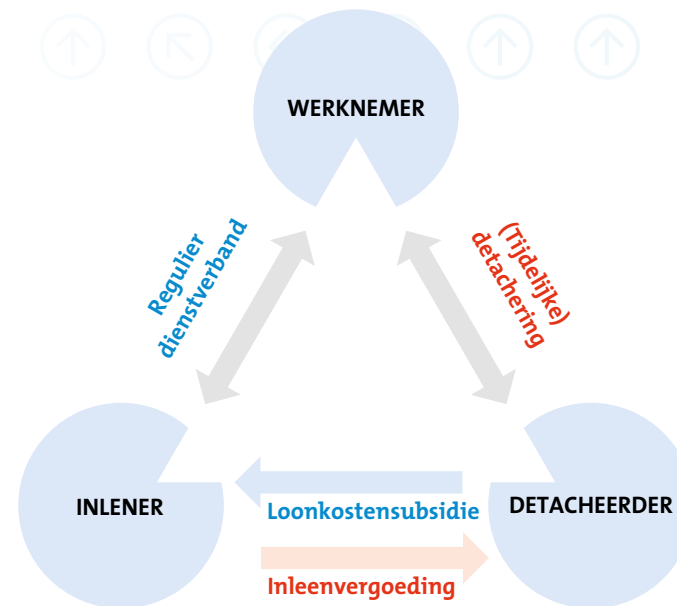 WERKNEMER
Regulier
dienstverband
(Tijdelijke)
detachering
INLENER
DETACHEERDER
Loonkostensubsidie
Inleenvergoeding